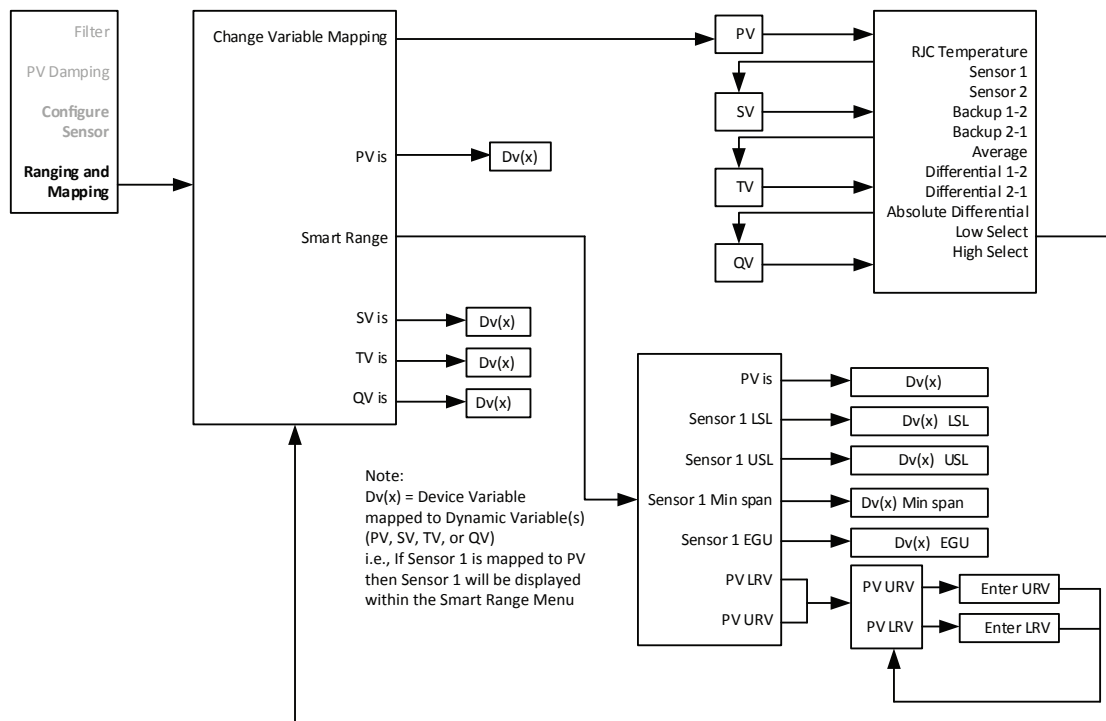 Filter
PV Damping
Configure
Sensor
Ranging and
Mapping
Change Variable Mapping
PV is
Dv(x)
Smart Range
SV is
Dv(x)
TV is
Dv(x)
QV is
Dv(x)
PV
SV
TV
QV
RJC Temperature
Sensor 1
Sensor 2
Backup 1-2
Backup 2-1
Average
Differential 1-2
Differential 2-1
Absolute Differential
Low Select
High Select
Note:
Dv(x) = Device Variable
mapped to Dynamic Variable(s)
(PV, SV, TV, or QV)
i.e., If Sensor 1 is mapped to PV
then Sensor 1 will be displayed
within the Smart Range Menu
PV is
Dv(x)
Sensor 1 LSL
Dv(x) LSL
Sensor 1 USL
Dv(x) USL
Sensor 1 Min span
Dv(x) Min span
Sensor 1 EGU
Dv(x) EGU
PV LRV
PV URV
PV URV
Enter URV
PV LRV
Enter LRV